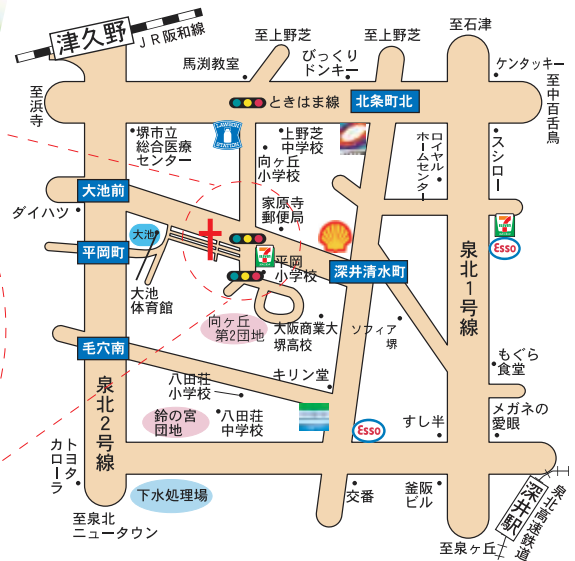 津久野
JR阪和線
至上野芝
至上野芝
至石津
馬渕教室
びっくり
ドンキー
ケンタッキー
至浜寺
ときはま線
北条町北
至中百舌鳥
堺市立
総合医療
センター
LAWSON
STATION
上野芝
中学校
向ヶ丘
小学校
ロイヤル
ホームセンター
スシロー
大池前
ダイハツ
家原寺
郵便局
大池
7
ELEVEN
Esso
平岡町
7
ELEVEN
平岡
小学校
深井清水町
泉北1号線
大池
体育館
向ヶ丘
第2団地
大阪商業大
堺高校
ソフィア
堺
毛穴南
もぐら
食堂
泉北2号線
八田荘
小学校
キリン堂
鈴の宮
団地
八田荘
中学校
Esso
すし半
メガネの
愛眼
トヨタ
カローラ
下水処理場
交番
釜阪
ビル
深井駅
泉北高速鉄道
至泉北
ニュータウン
至泉ヶ丘